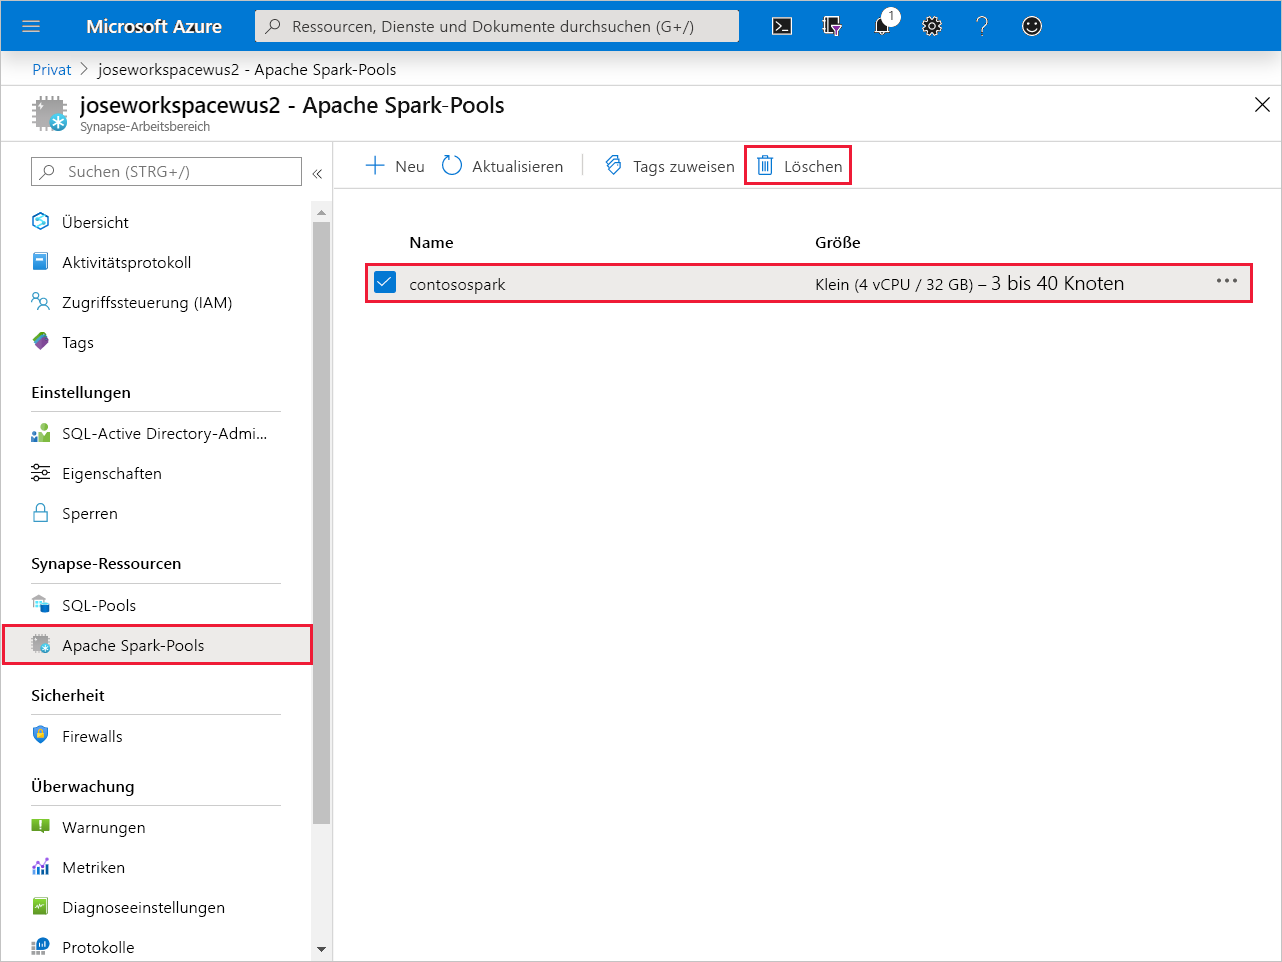 Microsoft Azure
Ressourcen, Dienste und Dokumente durchsuchen (G+/)
1
Privat > joseworkspacewus2 - Apache Spark-Pools
joseworkspacewus2 - Apache Spark-Pools
Synapse-Arbeitsbereich
Suchen (STRG+/)
«
Neu
Aktualisieren
Tags zuweisen
Löschen
Übersicht
Aktivitätsprotokoll
Zugriffssteuerung (IAM)
Tags
Einstellungen
SQL-Active Directory-Admi...
Eigenschaften
Sperren
Synapse-Ressourcen
SQL-Pools
Apache Spark-Pools
Sicherheit
Firewalls
Überwachung
Warnungen
Metriken
Diagnoseeinstellungen
Protokolle
Name Größe
contosospark Klein (4 vCPU / 32 GB) – 3 bis 40 Knoten